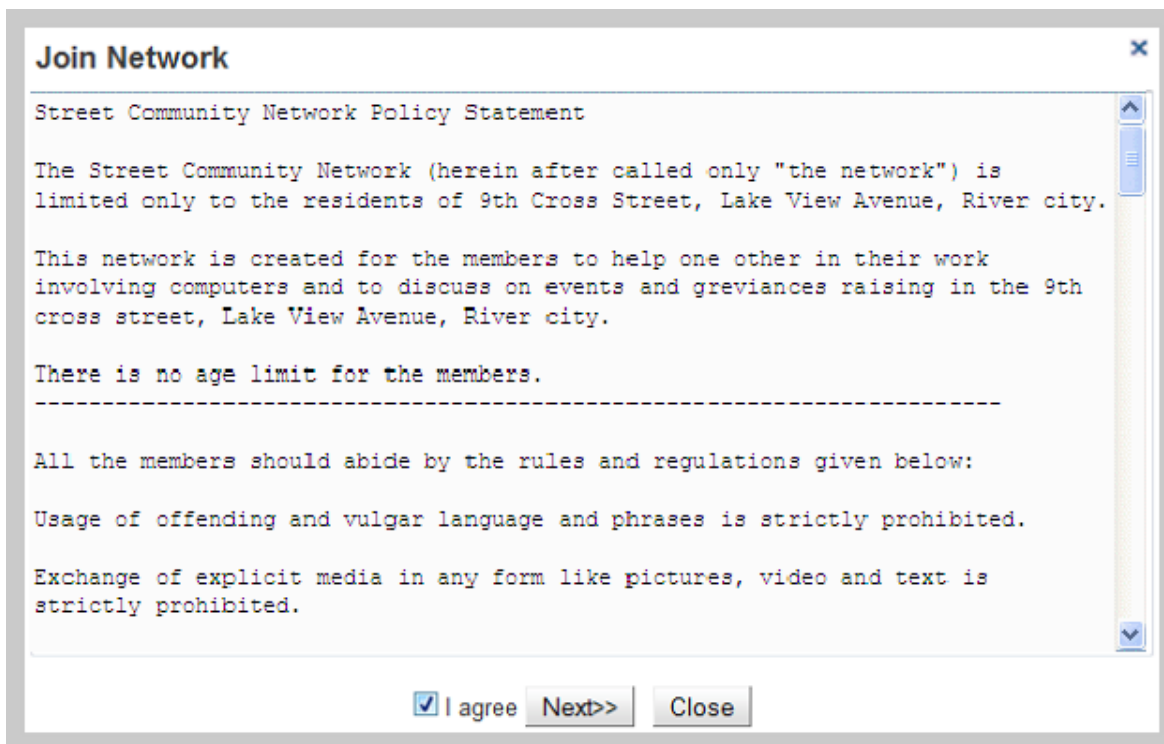 Join Network
Street Community Network Policy Statement
The Street Community Network (herein after called only "the network") is
limited only to the residents of 9th Cross Street, Lake View Avenue, River city.
This network is created for the members to help one other in their work
involving computers and to discuss on events and greviances raising in the 9th
cross street, Lake View Avenue, River city.
There is no age limit for the members.
------------------------------------------------------------------------
All the members should abide by the rules and regulations given below:
Usage of offending and vulgar language and phrases is strictly prohibited.
Exchange of explicit media in any form like pictures, video and text is
strictly prohibited.
I agree Next>> Close